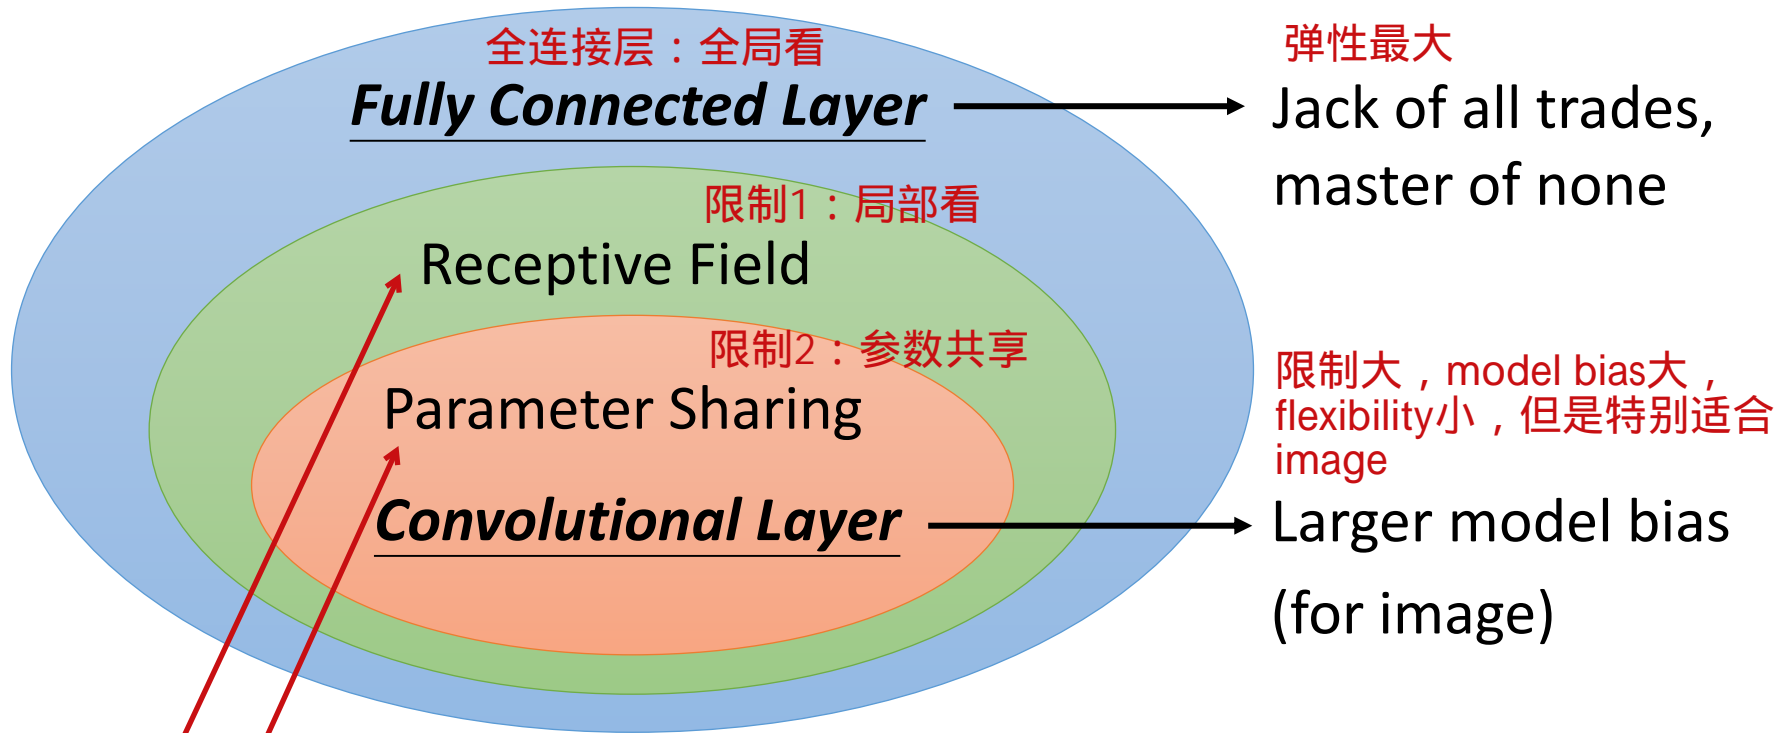 全连接层：全局看
Fully Connected Layer
弹性最大
Jack of all trades,
master of none
限制1：局部看
Receptive Field
限制2：参数共享
Parameter Sharing
Convolutional Layer
限制大，model bias大，
flexibility小，但是特别适合
image
Larger model bias
(for image)